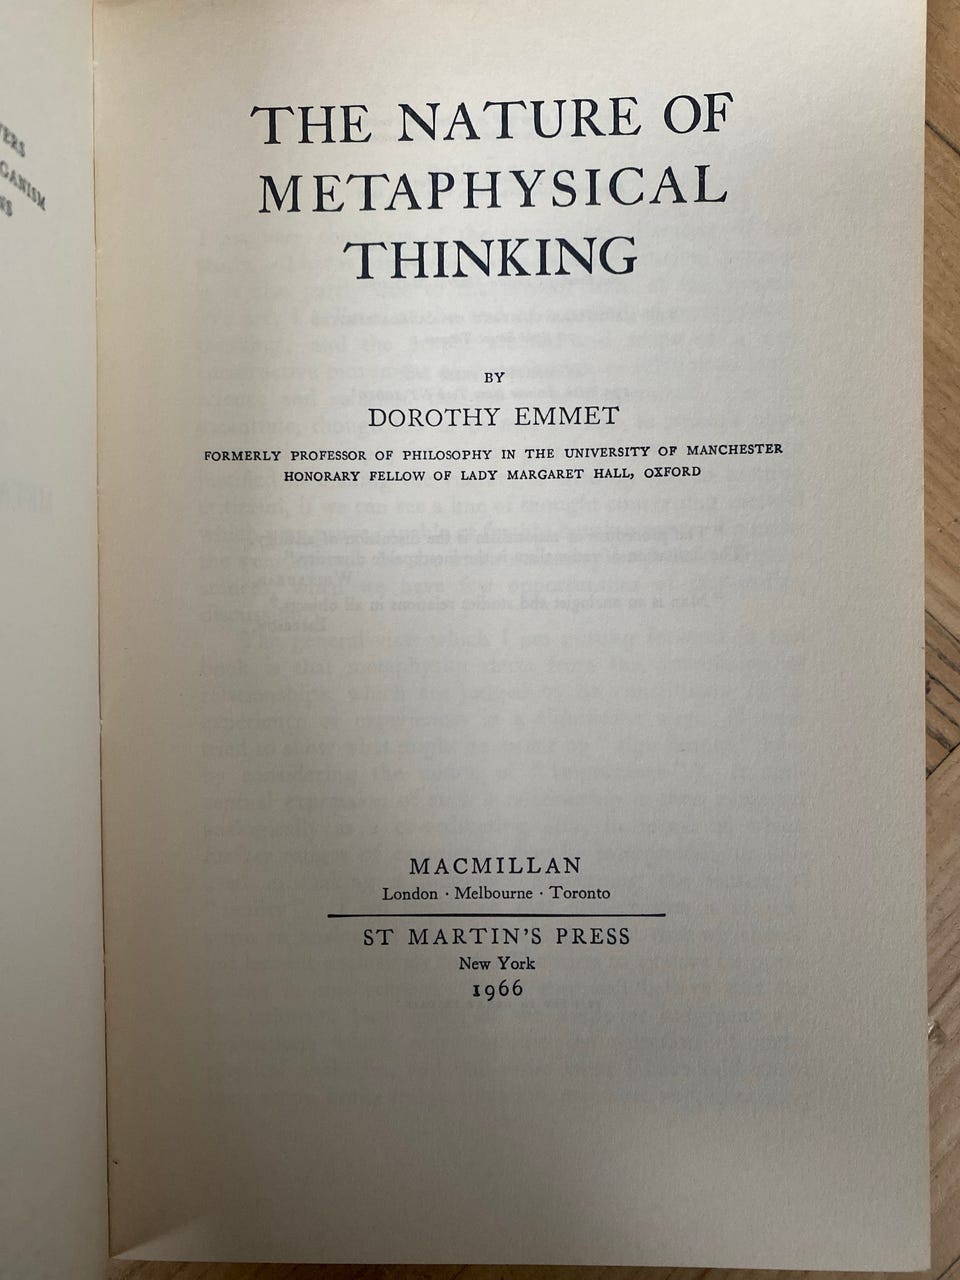 THE NATURE OF
METAPHYSICAL
THINKING
BY
DOROTHY EMMET
FORMERLY PROFESSOR OF PHILOSOPHY IN THE UNIVERSITY OF MANCHESTER
HONORARY FELLOW OF LADY MARGARET HALL, OXFORD
MACMILLAN
London · Melbourne · Toronto
ST MARTIN'S PRESS
New York
1966